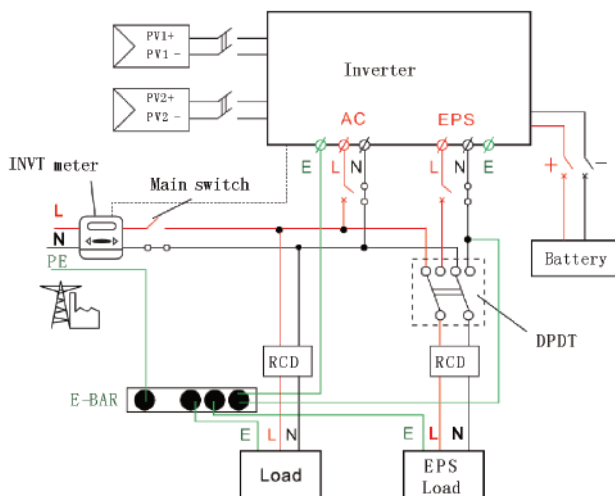 PV1+
PV1 -
PV2+
PV2 -
Inverter
AC
EPS
E
L
N
L
N
E
INVT meter
Main switch
L
N
PE
+
-
Battery
DPDT
RCD
RCD
E-BAR
E
L
N
E
L
N
Load
EPS
Load